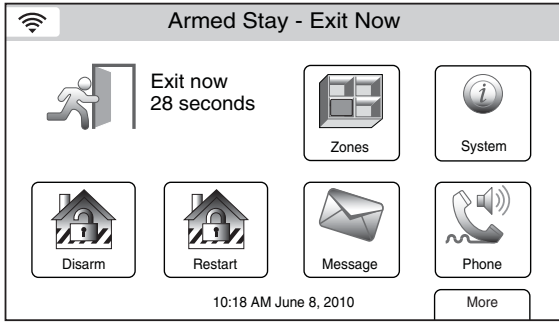 Armed Stay - Exit Now
Exit now
28 seconds
Zones
i
System
Disarm
Restart
Message
Phone
10:18 AM June 8, 2010
More